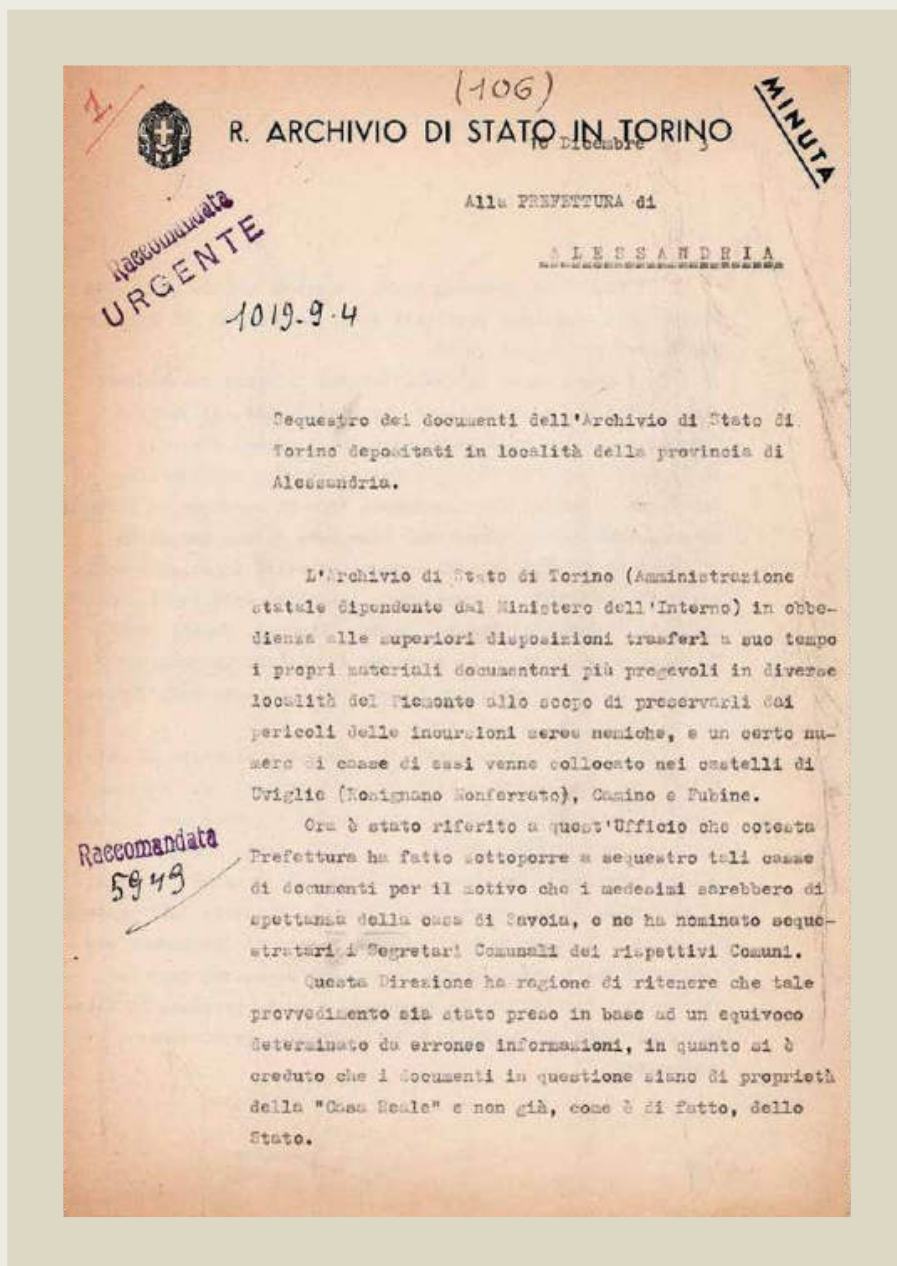 1
(106)
MINUTA
R. ARCHIVIO DI STATO IN TORINO
Dicembre 3
Alla PREFETTURA di
Raccomandata
URGENTE
ALESSANDRIA
1019-9-4
Sequestro dei documenti dell'Archivio di Stato di
Torino depositati in località della provincia di
Alessandria.
L'Archivio di Stato di Torino (Amministrazione
statale dipendente dal Ministero dell'Interno) in obbe-
dienza alle superiori disposizioni trasferì a suo tempo
i propri materiali documentari più pregevoli in diverse
località del Piemonte allo scopo di preservarli dai
pericoli delle incursioni aeree nemiche, e un certo nu-
mero di casse di essi venne collocato nei castelli di
Uviglie (Rosignano Monferrato), Camino e Fubine.
Ora è stato riferito a quest'Ufficio che cotesta
Raccomandata
5949
Prefettura ha fatto sottoporre a sequestro tali casse
di documenti per il motivo che i medesimi sarebbero di
spettanza della casa di Savoia, e ne ha nominato seque-
stratari i Segretari Comunali dei rispettivi Comuni.
Questa Direzione ha ragione di ritenere che tale
provvedimento sia stato preso in base ad un equivoco
determinato da erronee informazioni, in quanto si è
creduto che i documenti in questione siano di proprietà
della "Casa Reale" e non già, come è di fatto, dello
Stato.